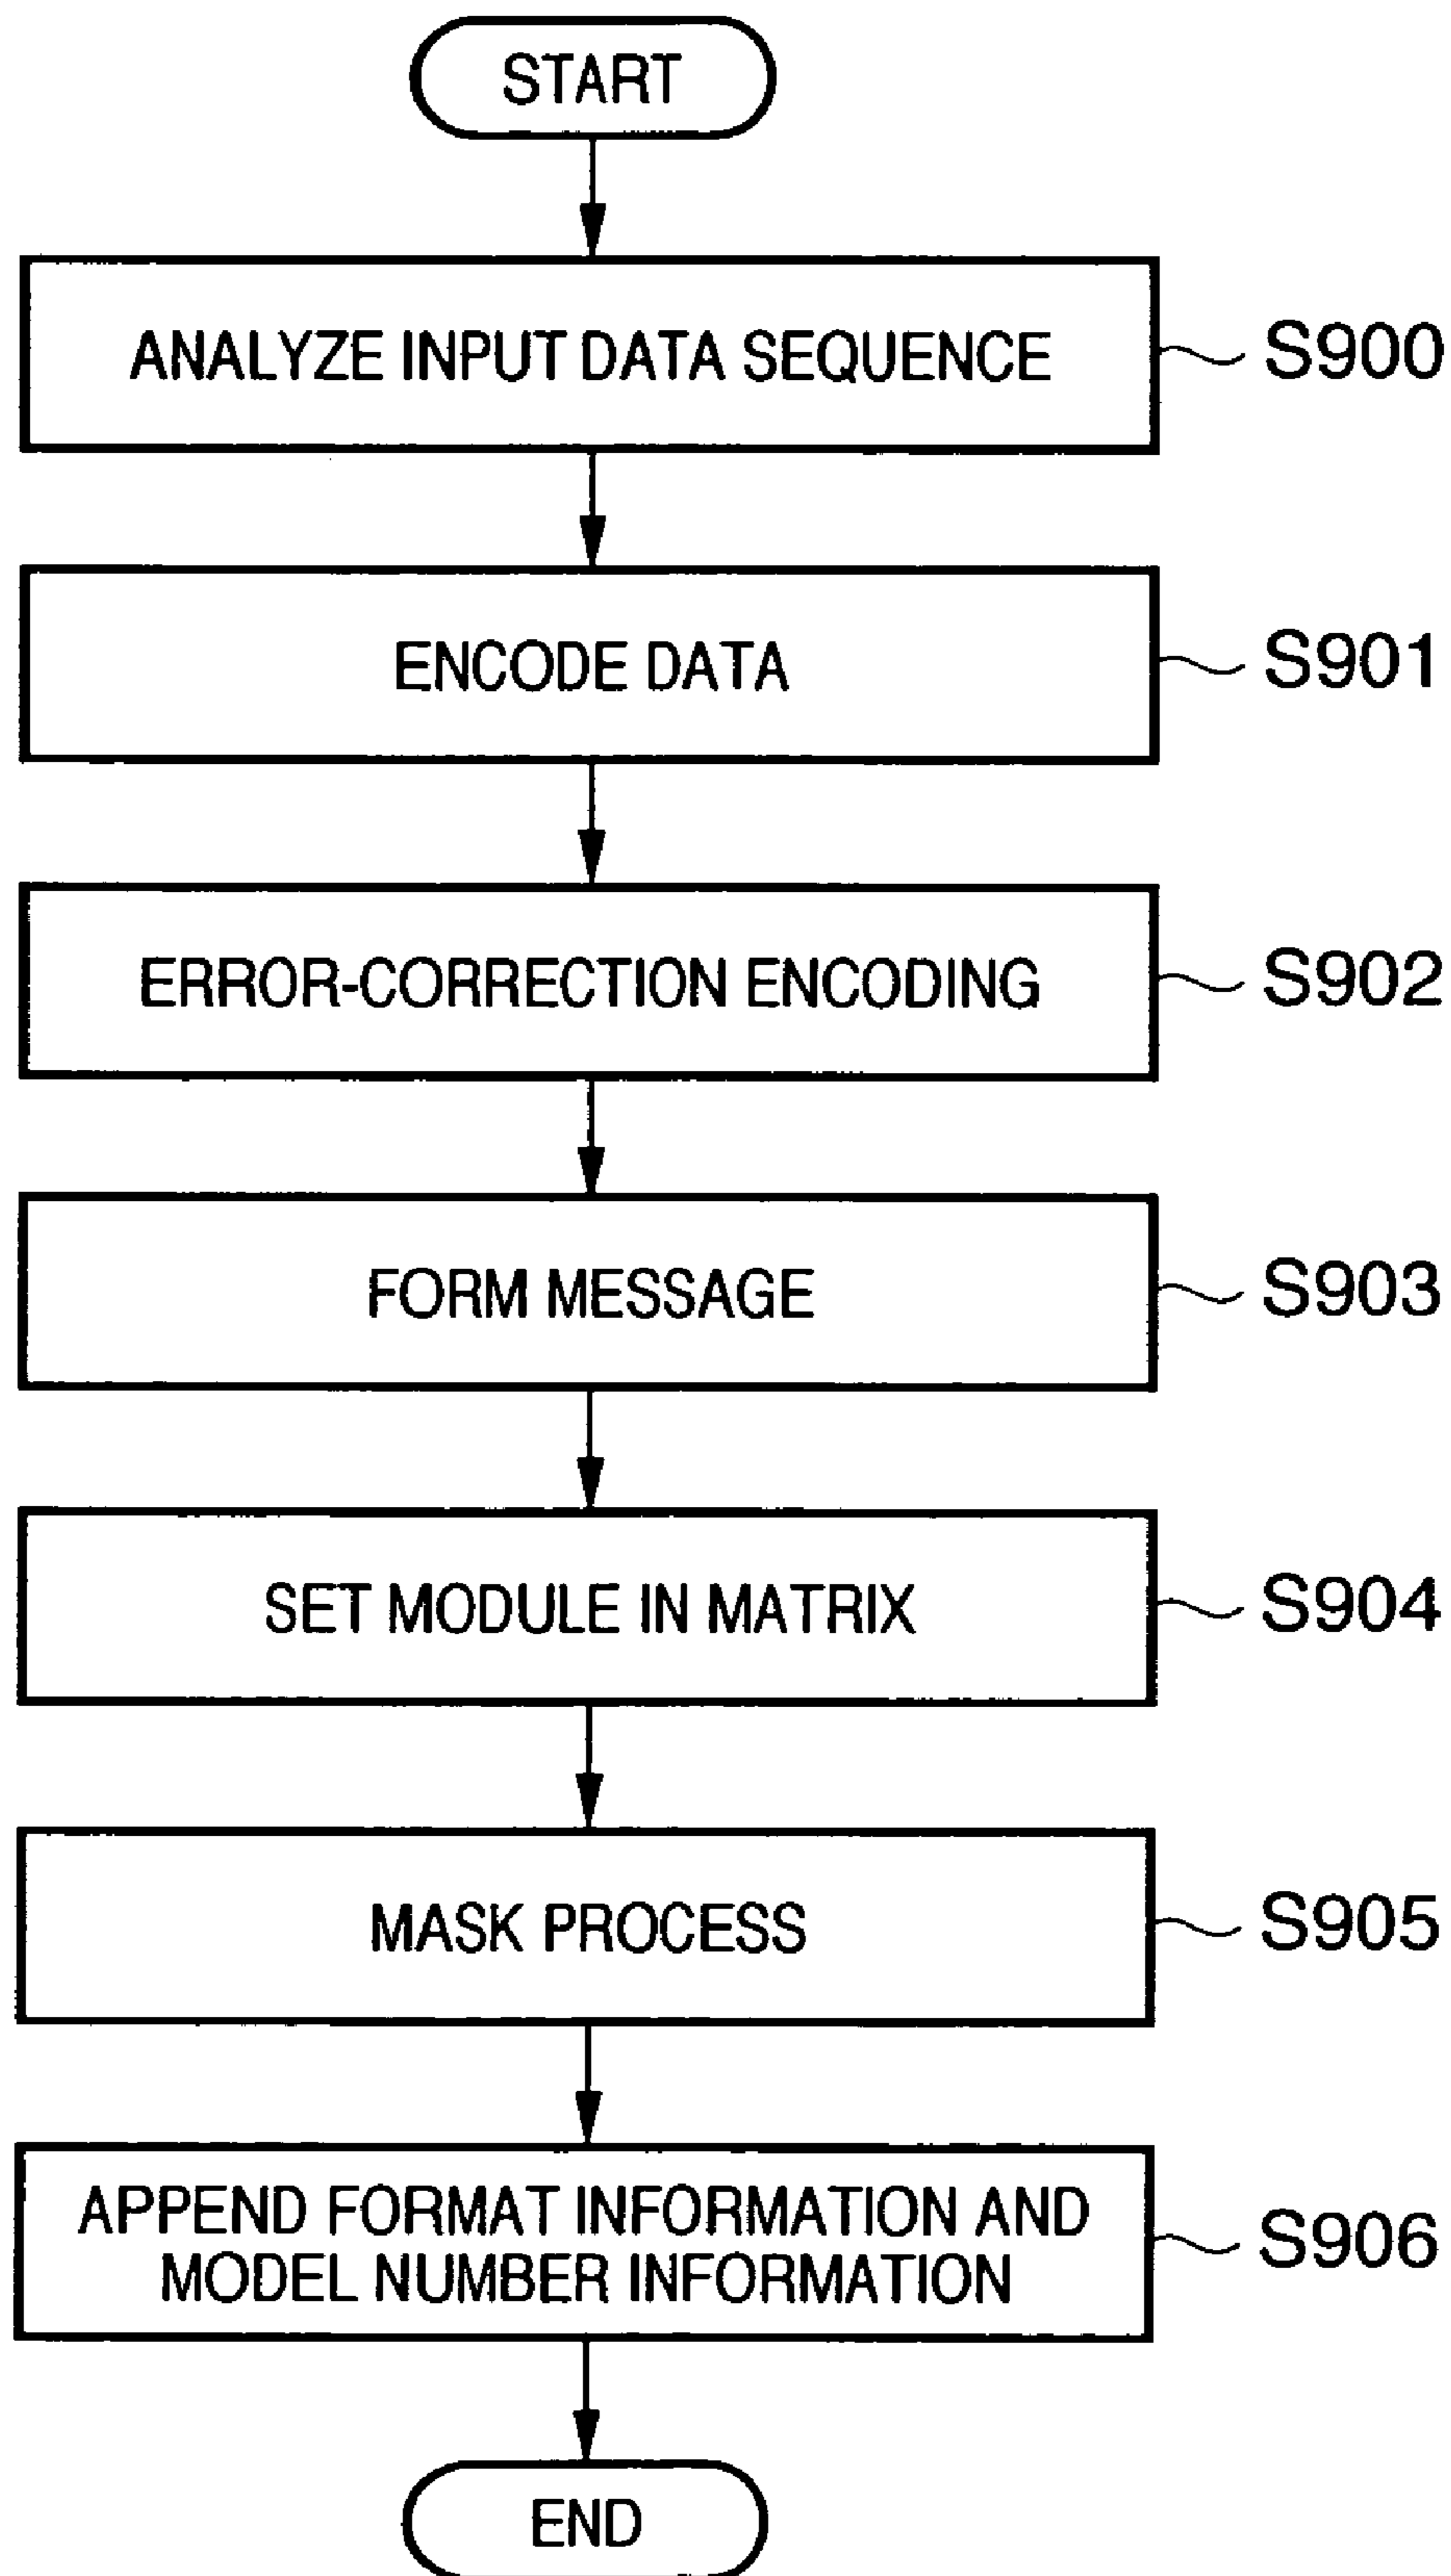 START
ANALYZE INPUT DATA SEQUENCE
S900
ENCODE DATA
S901
ERROR-CORRECTION ENCODING
S902
FORM MESSAGE
S903
SET MODULE IN MATRIX
S904
MASK PROCESS
S905
APPEND FORMAT INFORMATION AND
MODEL NUMBER INFORMATION
S906
END